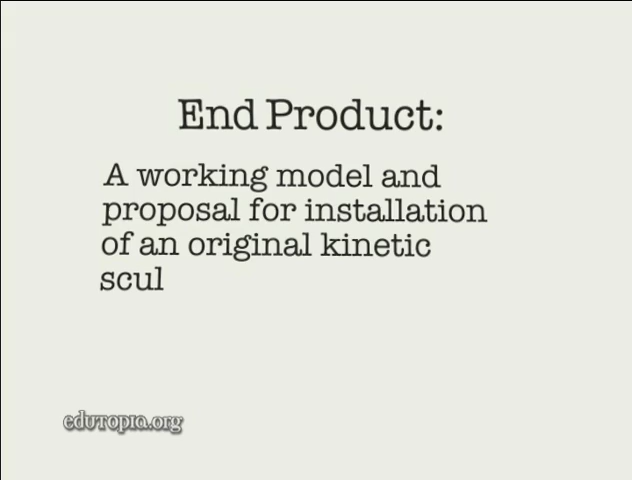 End Product:
A working model and
proposal for installation
of an original kinetic
scul
edutopia.org